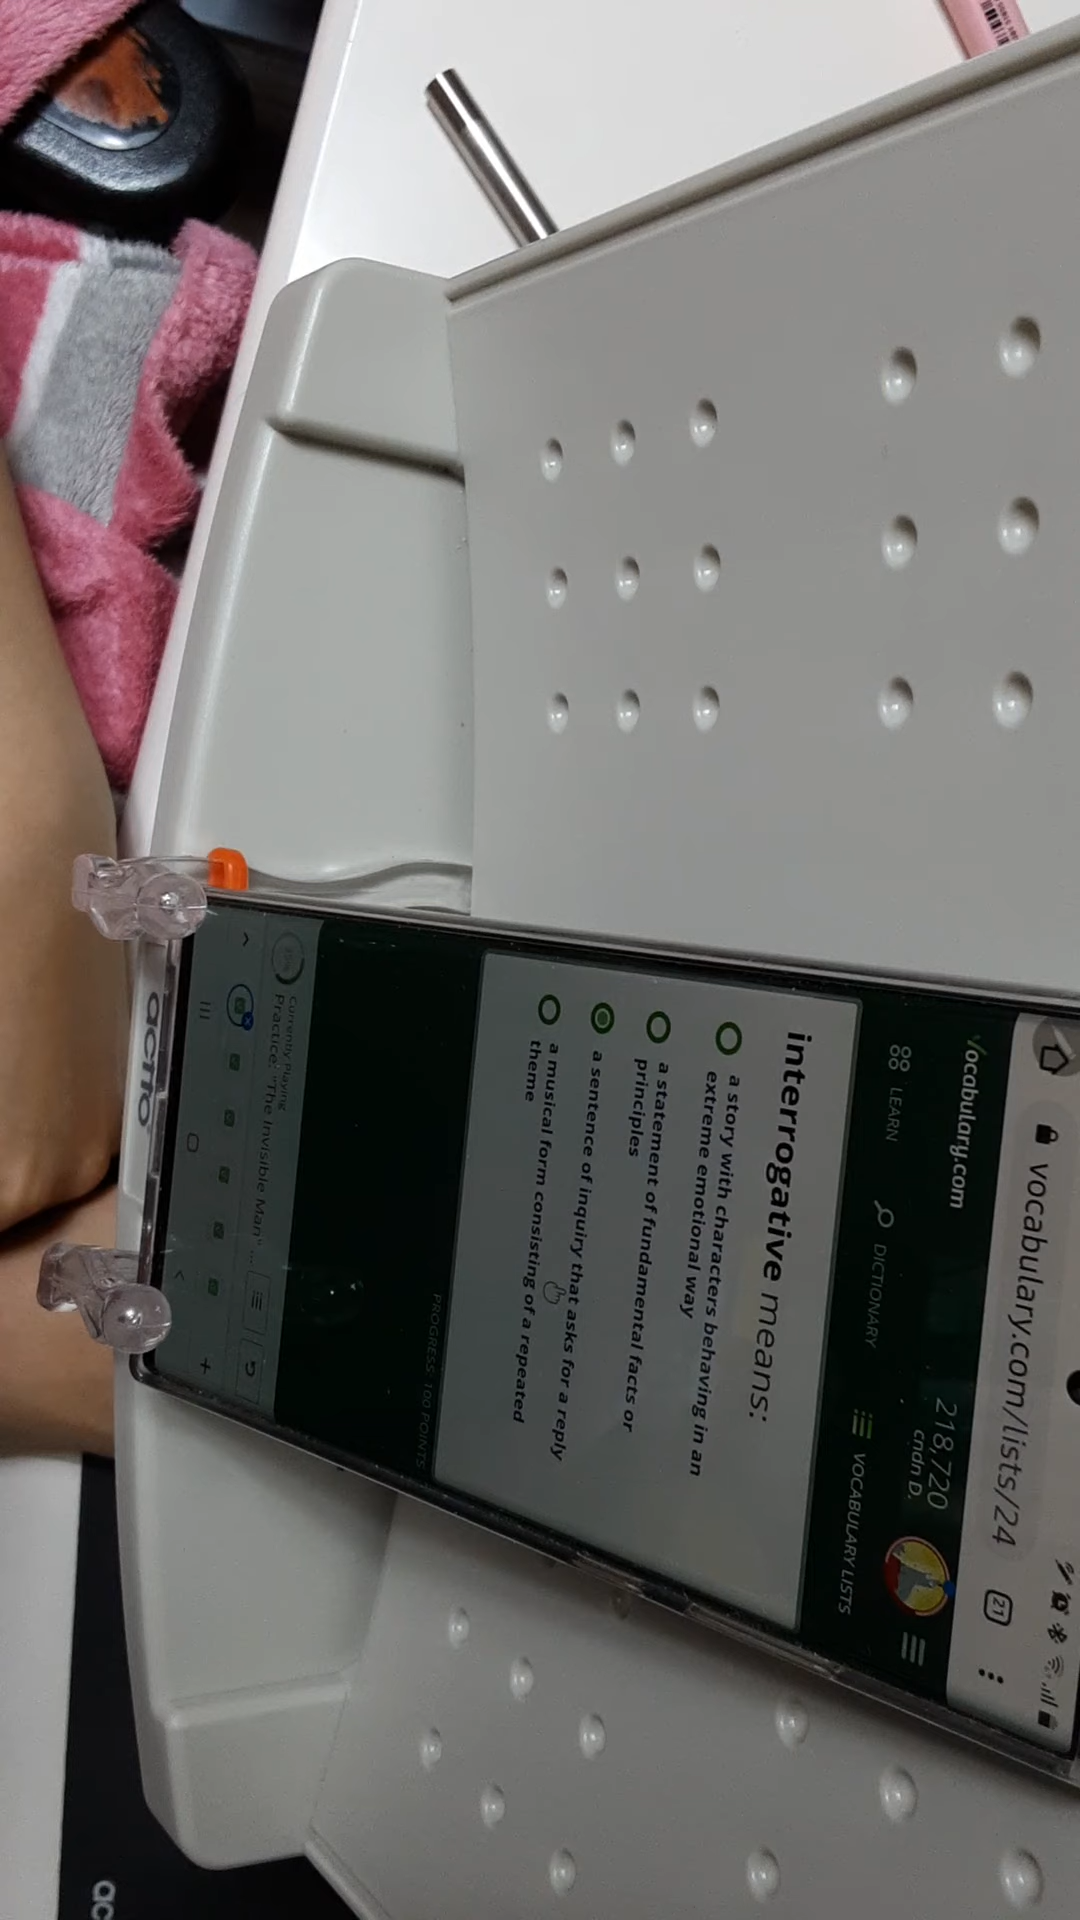 vocabulary.com/lists/24
21
Vocabulary.com
218,720
cndn D.
LEARN
DICTIONARY
VOCABULARY LISTS
interrogative means:
a story with characters behaving in an
extreme emotional way
a statement of fundamental facts or
principles
a sentence of inquiry that asks for a reply
a musical form consisting of a repeated
theme
PROGRESS: 100 POINTS
Currently Playing
Practice: "The Invisible Man" ...
actto
ac